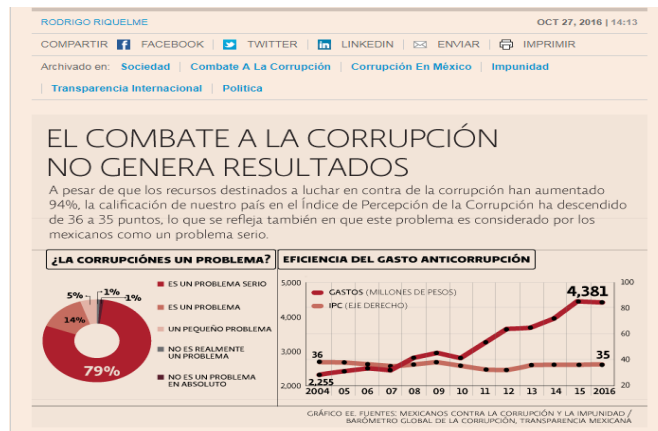 RODRIGO RIQUELME
OCT 27, 2016 | 14:13
COMPARTIR FACEBOOK | TWITTER | LINKEDIN | ENVIAR | IMPRIMIR
Archivado en: Sociedad | Combate A La Corrupción | Corrupción En México | Impunidad
| Transparencia Internacional | Politica
EL COMBATE A LA CORRUPCIÓN
NO GENERA RESULTADOS
A pesar de que los recursos destinados a luchar en contra de la corrupción han aumentado
94%, la calificación de nuestro país en el Índice de Percepción de la Corrupción ha descendido
de 36 a 35 puntos, lo que se refleja también en que este problema es considerado por los
mexicanos como un problema serio.
¿LA CORRUPCIÓNES UN PROBLEMA?
5%
1%
1%
14%
79%
ES UN PROBLEMA SERIO
ES UN PROBLEMA
UN PEQUEÑO PROBLEMA
NO ES REALMENTE
UN PROBLEMA
NO ES UN PROBLEMA
EN ABSOLUTO
EFICIENCIA DEL GASTO ANTICORRUPCIÓN
5,000
4,000
3,000
2,000
GASTOS (MILLONES DE PESOS)
IPC (EJE DERECHO)
4,381
36
35
2,255
100
80
60
40
20
2004 05 06 07 08 09 10 11 12 13 14 15 2016
GRÁFICO EE. FUENTES: MEXICANOS CONTRA LA CORRUPCIÓN Y LA IMPUNIDAD /
BARÓMETRO GLOBAL DE LA CORRUPCIÓN, TRANSPARENCIA MEXICANA